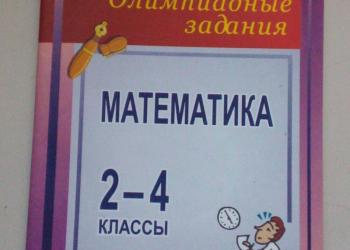 Олимпиадные
задания
МАТЕМАТИКА
2–4
КЛАССЫ